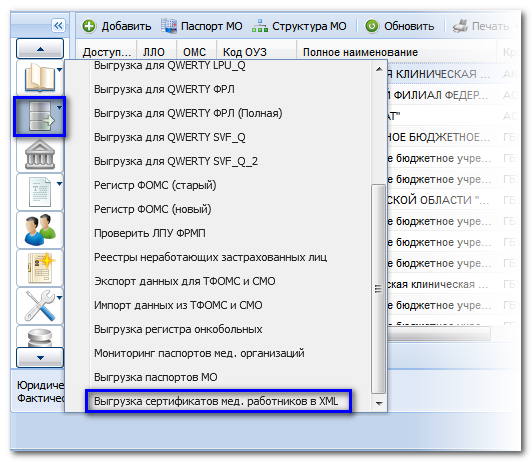 Добавить Паспорт МО Структура МО Обновить Печать
Доступ... ЛЛО ОМС Код ОУЗ Полное наименование
Выгрузка для QWERTY LPU_Q
Я КЛИНИЧЕСКАЯ
Выгрузка для QWERTY ФРЛ
Й ФИЛИАЛ ФЕДЕР...
Выгрузка для QWERTY ФРЛ (Полная)
АТ"
Выгрузка для QWERTY SVF_Q
НОЕ БЮДЖЕТНОЕ...
Выгрузка для QWERTY SVF_Q_2
е бюджетное учре...
Регистр ФОМС (старый)
СКОЙ ОБЛАСТИ "...
Регистр ФОМС (новый)
е бюджетное учре...
Проверить ЛПУ ФРМП
е бюджетное учре...
Реестры неработающих застрахованных лиц
е бюджетное учре...
Экспорт данных для ТФОМС и СМО
ская клиническая ...
Импорт данных из ТФОМС и СМО
е бюджетное учре...
Выгрузка регистра онкобольных
Мониторинг паспортов мед. организаций
Выгрузка паспортов МО
Юридиче
Выгрузка сертификатов мед. работников в XML
Фактичес